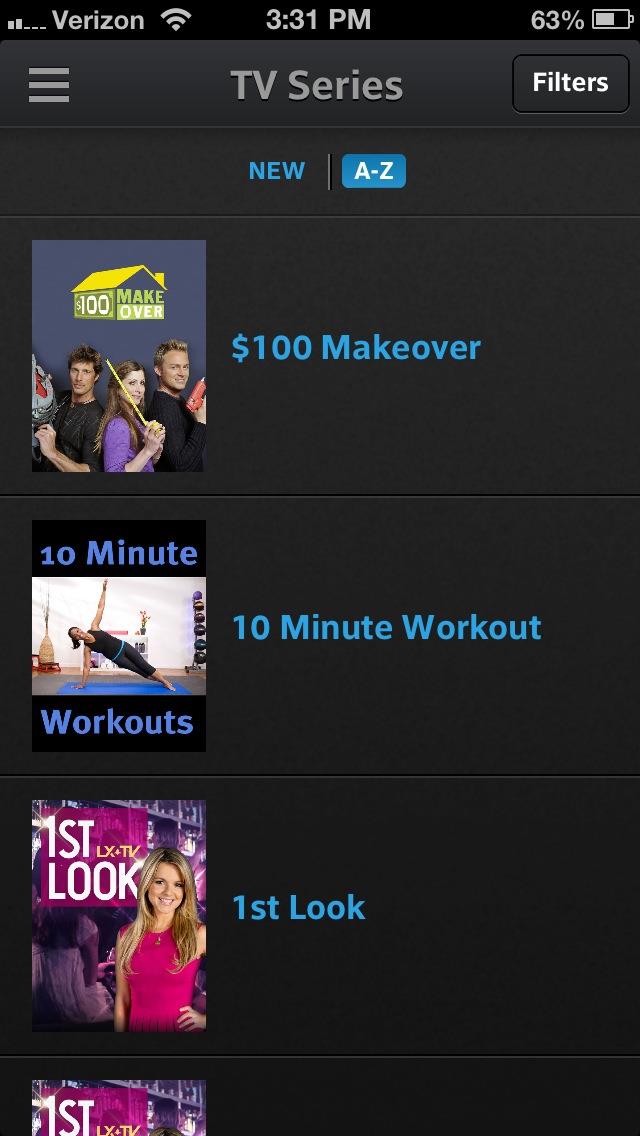 Verizon 3:31 PM 63%
TV Series Filters
NEW A-Z
$100 MAKE
OVER
$100 Makeover
10 Minute
Workouts
10 Minute Workout
1ST
LX+TV
LOOK
1st Look
1ST
LX+TV